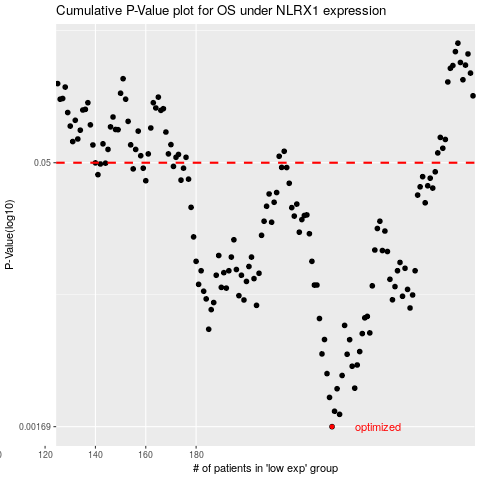 Cumulative P-Value plot for OS under NLRX1 expression
P-Value(log10)
0.05
0.00169
optimized
0
120
140
160
180
# of patients in 'low exp' group